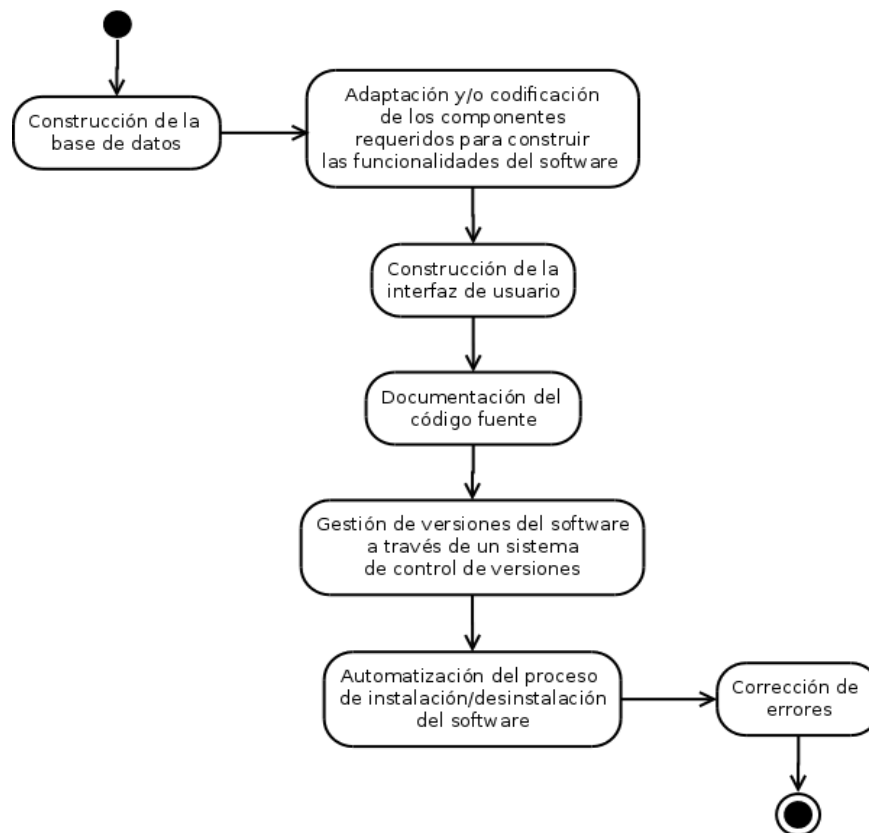 Construcción de la
base de datos
Adaptación y/o codificación
de los componentes
requeridos para construir
las funcionalidades del software
Construcción de la
interfaz de usuario
Documentación del
código fuente
Gestión de versiones del software
a través de un sistema
de control de versiones
Automatización del proceso
de instalación/desinstalación
del software
Corrección de
errores